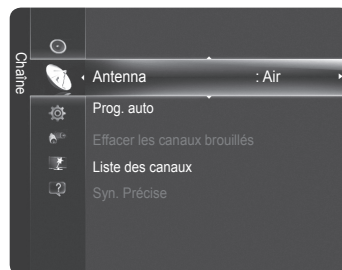 Chaîne
Antenna : Air
Prog. auto
Effacer les canaux brouillés
Liste des canaux
Syn. Précise